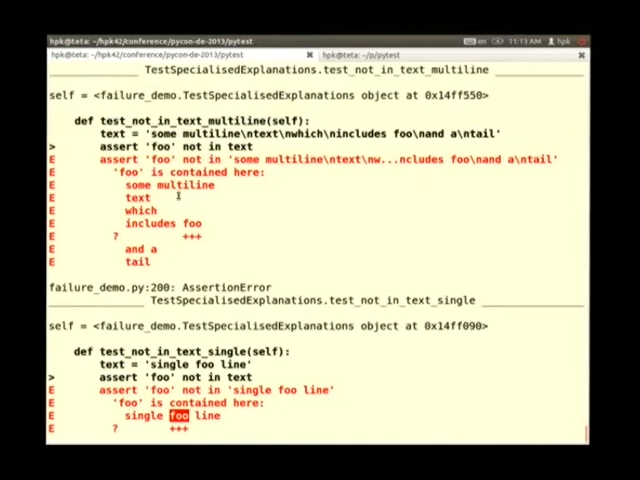 hpk@teta: ~/hpk42/conference/pycon-de-2013/pytest
en 11:13 AM hpk
hpk@teta: ~/hpk42/conference/pycon-de-2013/pytest
hpk@teta: ~/p/pytest
TestSpecialisedExplanations.test_not_in_text_multiline
self = <failure_demo.TestSpecialisedExplanations object at 0x14ff550>
def test_not_in_text_multiline(self):
text = 'some multiline\ntext\nwhich\nincludes foo\nand a\ntail'
> assert 'foo' not in text
E assert 'foo' not in 'some multiline\ntext\nw...ncludes foo\nand a\ntail'
E 'foo' is contained here:
E some multiline
E text
E which
E includes foo
E ? +++
E and a
E tail
failure_demo.py:200: AssertionError
TestSpecialisedExplanations.test_not_in_text_single
self = <failure_demo.TestSpecialisedExplanations object at 0x14ff090>
def test_not_in_text_single(self):
text = 'single foo line'
> assert 'foo' not in text
E assert 'foo' not in 'single foo line'
E 'foo' is contained here:
E single foo line
E ? +++